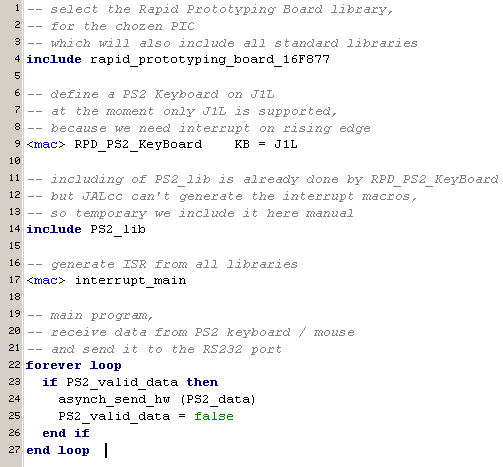 1 -- select the Rapid Prototyping Board library,
2 -- for the chozen PIC
3 -- which will also include all standard libraries
4 include rapid_prototyping_board_16F877
5
6 -- define a PS2 Keyboard on J1L
7 -- at the moment only J1L is supported,
8 -- because we need interrupt on rising edge
9 <mac> RPD_PS2_KeyBoard    KB = J1L
10
11 -- including of PS2_lib is already done by RPD_PS2_KeyBoard
12 -- but JALcc can't generate the interrupt macros,
13 -- so temporary we include it here manual
14 include PS2_lib
15
16 -- generate ISR from all libraries
17 <mac> interrupt_main
18
19 -- main program,
20 -- receive data from PS2 keyboard / mouse
21 -- and send it to the RS232 port
22 forever loop
23   if PS2_valid_data then
24     asynch_send_hw (PS2_data)
25     PS2_valid_data = false
26   end if
27 end loop